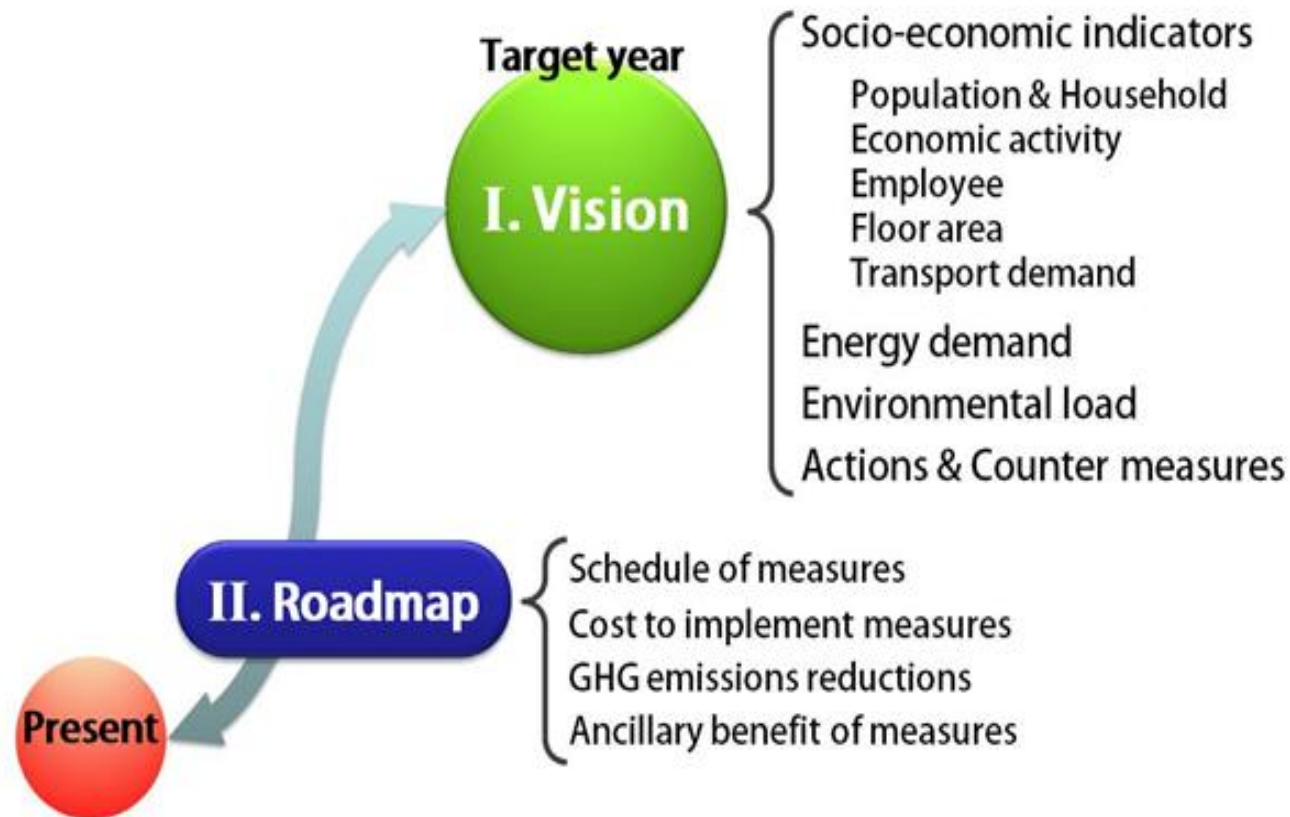 Target year
I. Vision
Socio-economic indicators
Population & Household
Economic activity
Employee
Floor area
Transport demand
Energy demand
Environmental load
Actions & Counter measures
II. Roadmap
Schedule of measures
Cost to implement measures
GHG emissions reductions
Ancillary benefit of measures
Present